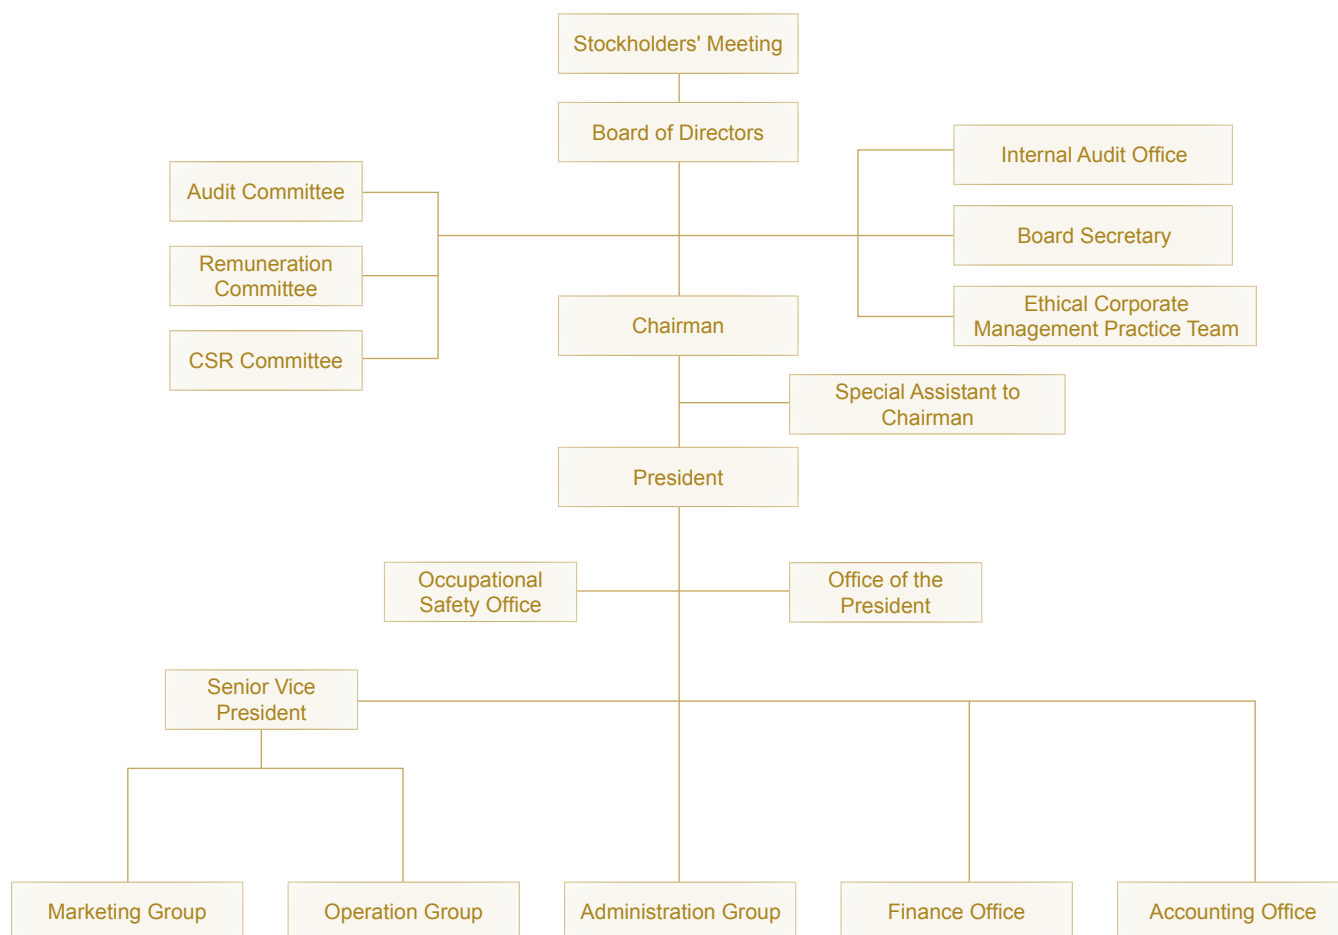 Stockholders' Meeting
Board of Directors
Internal Audit Office
Audit Committee
Board Secretary
Remuneration
Committee
Ethical Corporate
Management Practice Team
Chairman
CSR Committee
Special Assistant to
Chairman
President
Occupational
Safety Office
Office of the
President
Senior Vice
President
Marketing Group
Operation Group
Administration Group
Finance Office
Accounting Office